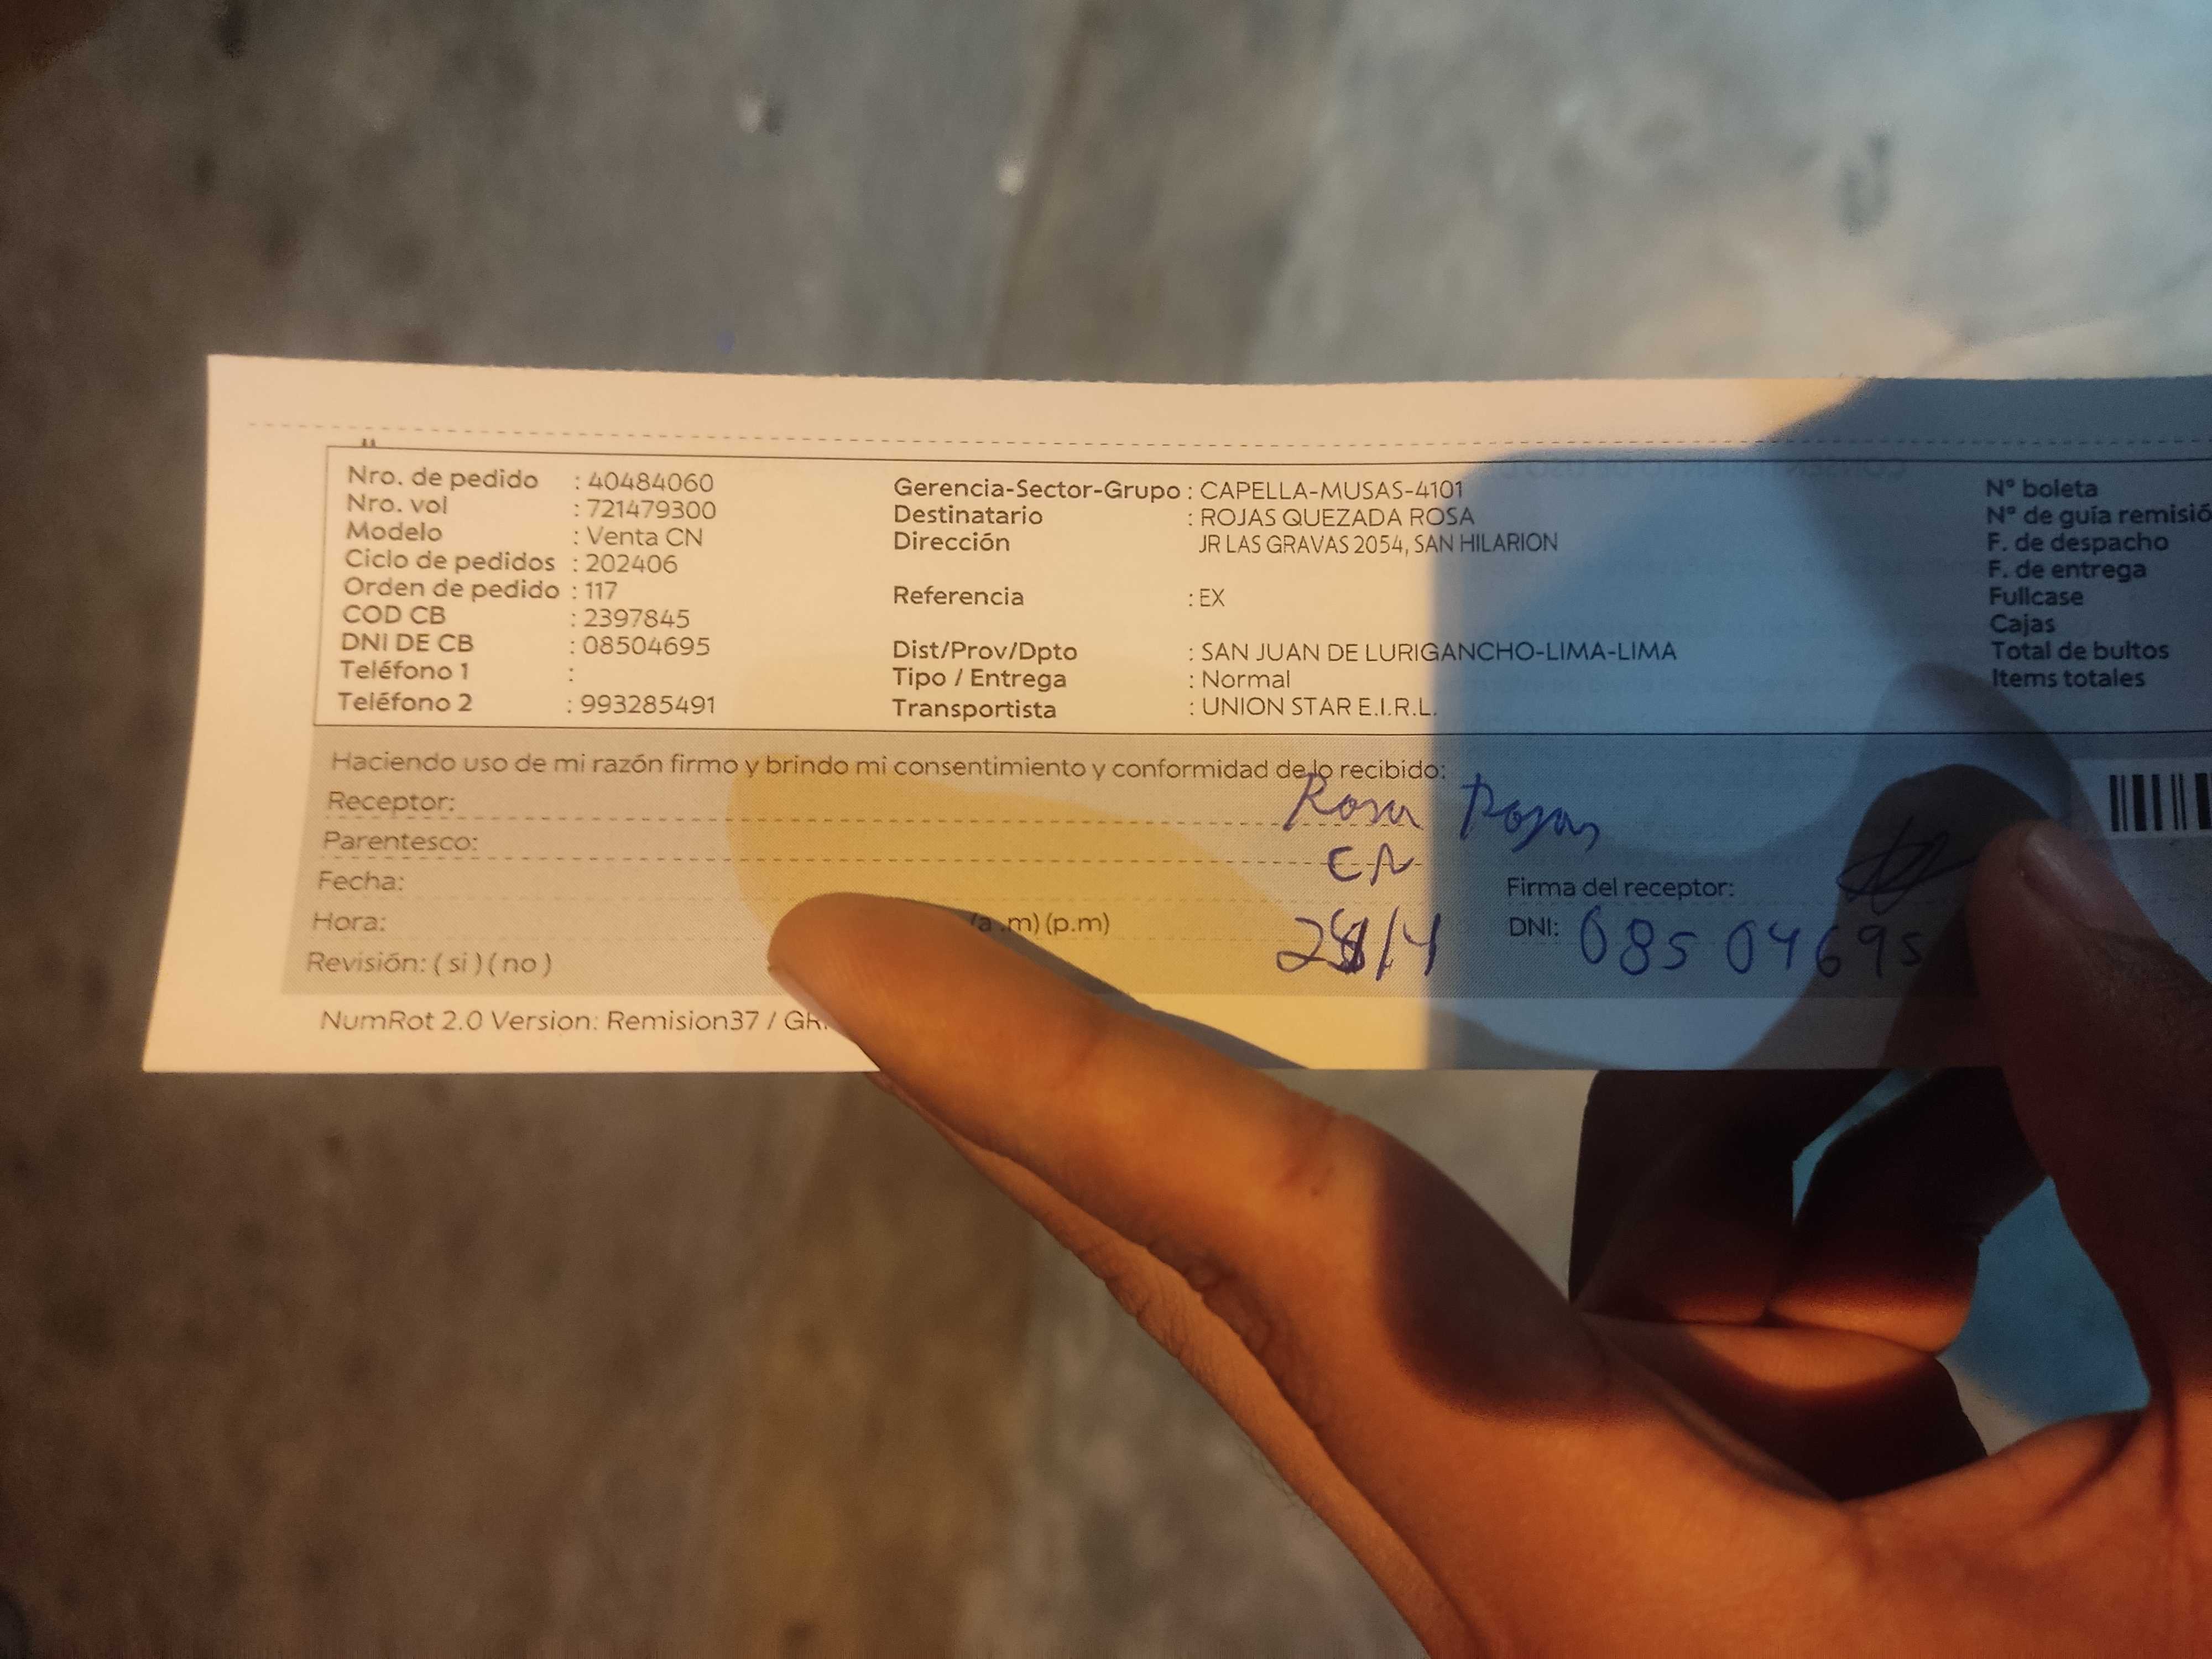 Nro. de pedido : 40484060
Nro. vol : 721479300
Modelo : Venta CN
Ciclo de pedidos : 202406
Orden de pedido : 117
COD CB : 2397845
DNI DE CB : 08504695
Teléfono 1 :
Teléfono 2 : 993285491
Gerencia-Sector-Grupo : CAPELLA-MUSAS-4101
Destinatario : ROJAS QUEZADA ROSA
Dirección JR LAS GRAVAS 2054, SAN HILARION
Referencia : EX
Dist/Prov/Dpto : SAN JUAN DE LURIGANCHO-LIMA-LIMA
Tipo / Entrega : Normal
Transportista : UNION STAR E.I.R.L.
N° boleta
N° de guía remisió
F. de despacho
F. de entrega
Fullcase
Cajas
Total de bultos
Items totales
Haciendo uso de mi razón firmo y brindo mi consentimiento y conformidad de lo recibido:
Receptor: Rosa Rojas
Parentesco: CN
Fecha:
Firma del receptor:
Hora: (a.m) (p.m)
DNI: 08504695
Revisión: ( si ) ( no )
NumRot 2.0 Version: Remision37 /